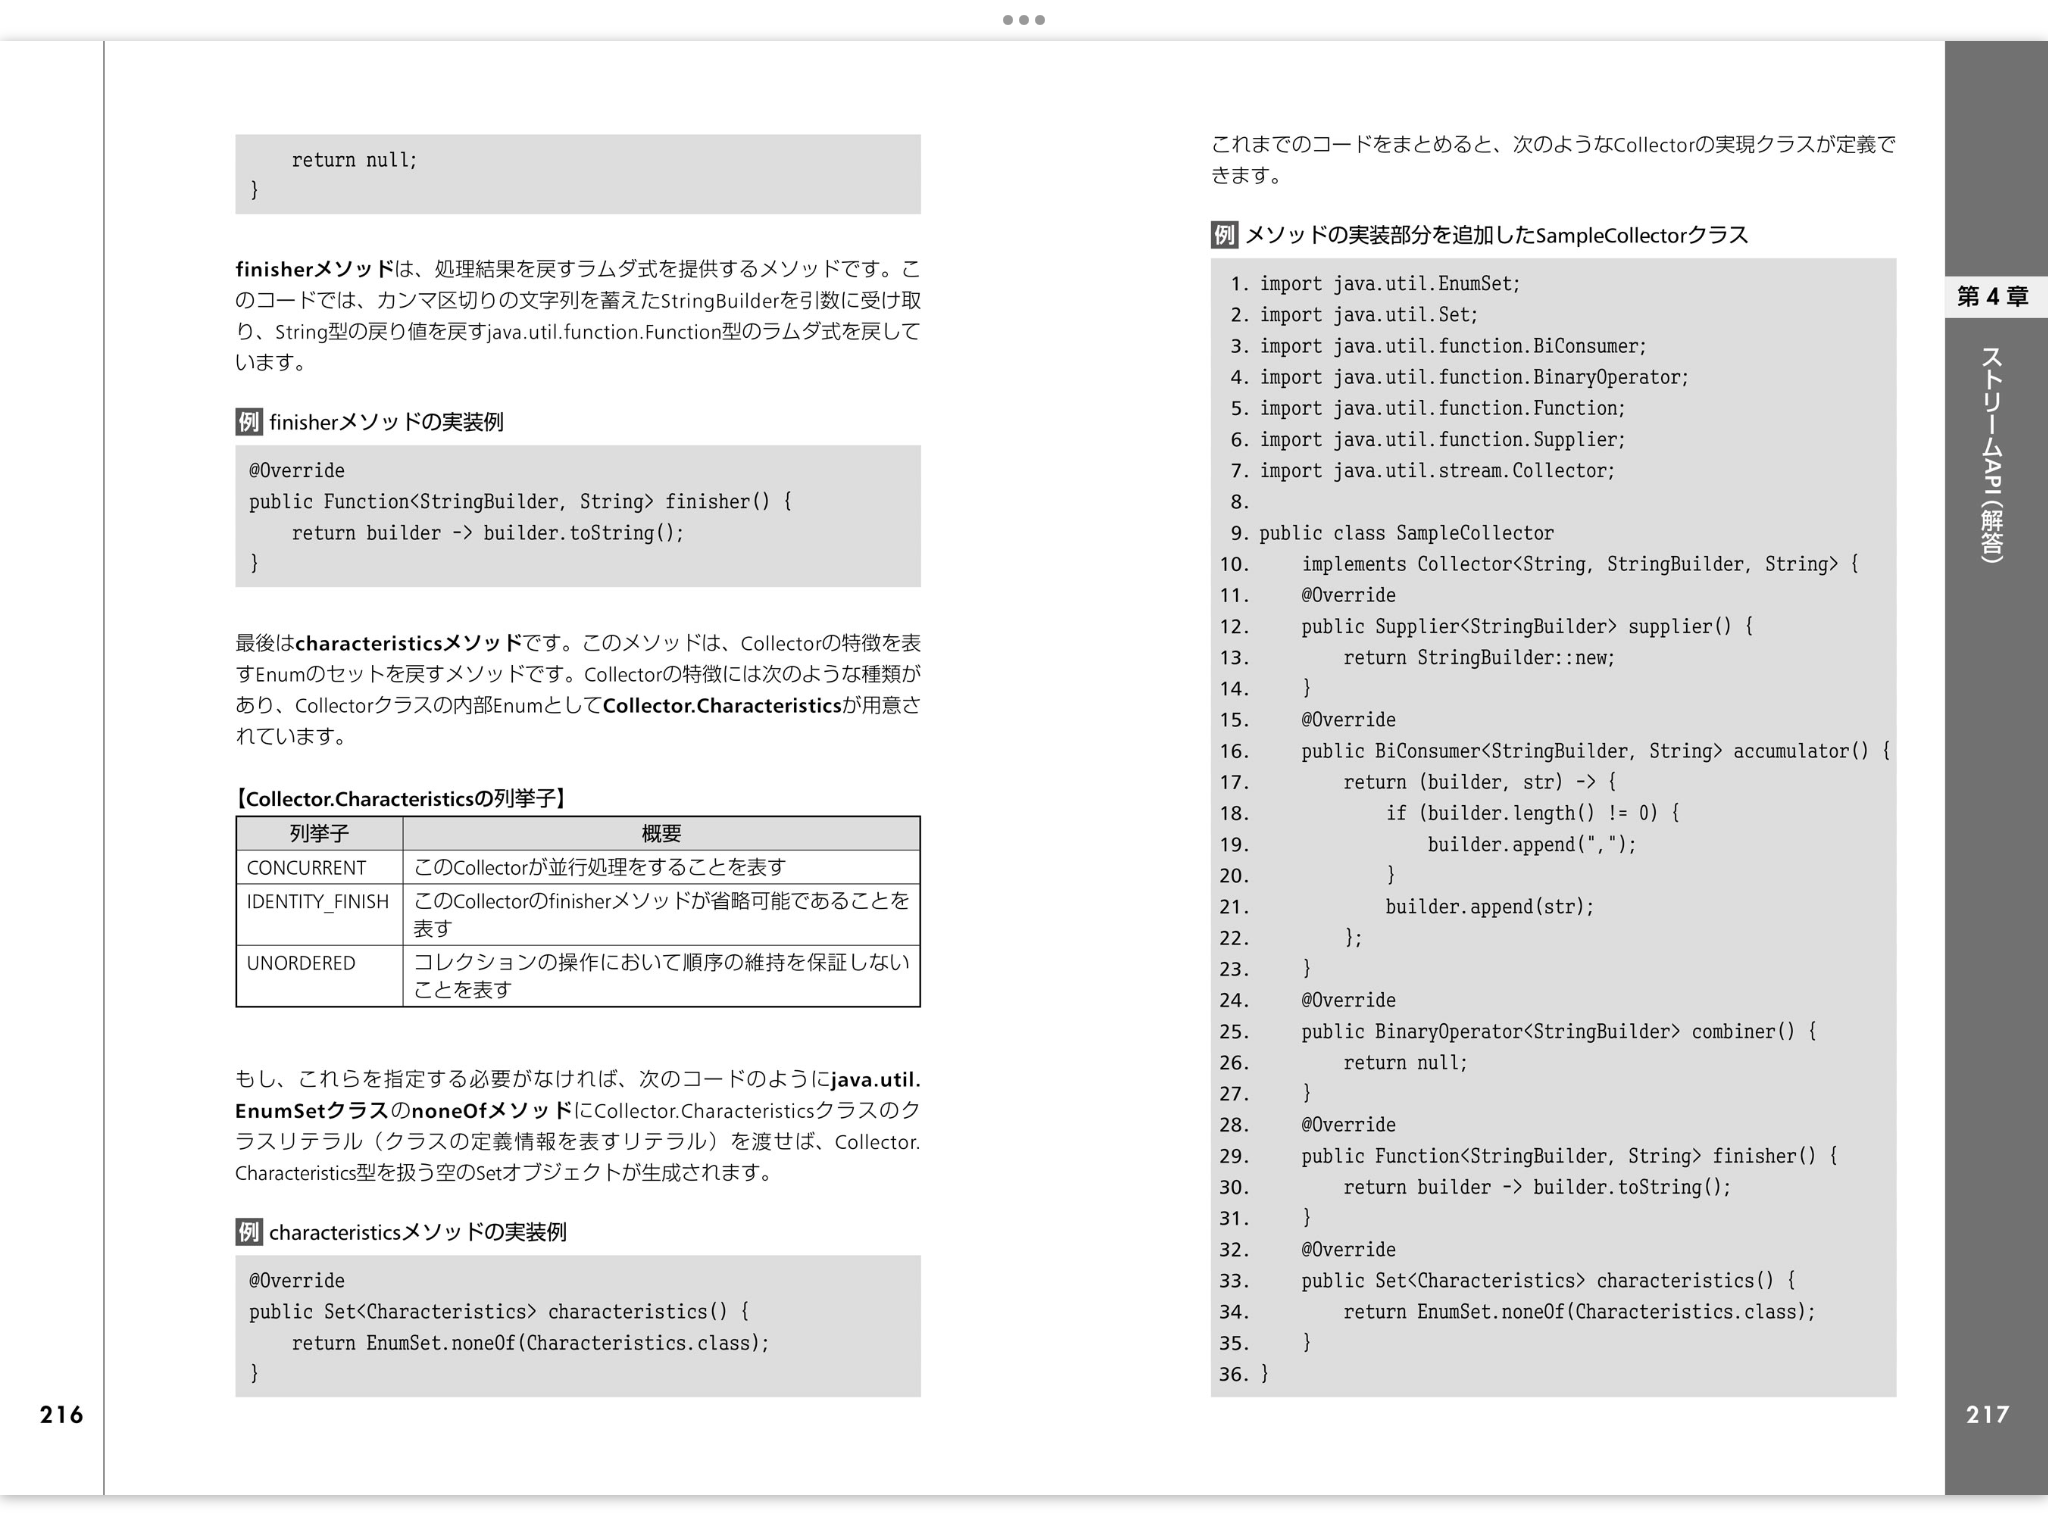 return null;
}
finisherメソッドは、処理結果を戻すラムダ式を提供するメソッドです。こ
のコードでは、カンマ区切りの文字列を蓄えたStringBuilderを引数に受け取
り、String型の戻り値を戻すjava.util.function.Function型のラムダ式を戻して
います。
例 finisherメソッドの実装例
@Override
public Function<StringBuilder, String> finisher() {
return builder -> builder.toString();
}
最後はcharacteristicsメソッドです。このメソッドは、Collectorの特徴を表
すEnumのセットを戻すメソッドです。Collectorの特徴には次のような種類が
あり、Collectorクラスの内部EnumとしてCollector.Characteristicsが用意さ
れています。
【Collector.Characteristicsの列挙子】
列挙子 概要
CONCURRENT このCollectorが並行処理をすることを表す
IDENTITY_FINISH このCollectorのfinisherメソッドが省略可能であることを
表す
UNORDERED コレクションの操作において順序の維持を保証しない
ことを表す
もし、これらを指定する必要がなければ、次のコードのようにjava.util.
EnumSetクラスのnoneOfメソッドにCollector.Characteristicsクラスのク
ラスリテラル（クラスの定義情報を表すリテラル）を渡せば、Collector.
Characteristics型を扱う空のSetオブジェクトが生成されます。
例 characteristicsメソッドの実装例
@Override
public Set<Characteristics> characteristics() {
return EnumSet.noneOf(Characteristics.class);
}
216
これまでのコードをまとめると、次のようなCollectorの実現クラスが定義で
きます。
例 メソッドの実装部分を追加したSampleCollectorクラス
1. import java.util.EnumSet;
2. import java.util.Set;
3. import java.util.function.BiConsumer;
4. import java.util.function.BinaryOperator;
5. import java.util.function.Function;
6. import java.util.function.Supplier;
7. import java.util.stream.Collector;
8.
9. public class SampleCollector
10. implements Collector<String, StringBuilder, String> {
11. @Override
12. public Supplier<StringBuilder> supplier() {
13. return StringBuilder::new;
14. }
15. @Override
16. public BiConsumer<StringBuilder, String> accumulator() {
17. return (builder, str) -> {
18. if (builder.length() != 0) {
19. builder.append(",");
20. }
21. builder.append(str);
22. };
23. }
24. @Override
25. public BinaryOperator<StringBuilder> combiner() {
26. return null;
27. }
28. @Override
29. public Function<StringBuilder, String> finisher() {
30. return builder -> builder.toString();
31. }
32. @Override
33. public Set<Characteristics> characteristics() {
34. return EnumSet.noneOf(Characteristics.class);
35. }
36. }
第4章
ストリームAPI（解答）
217